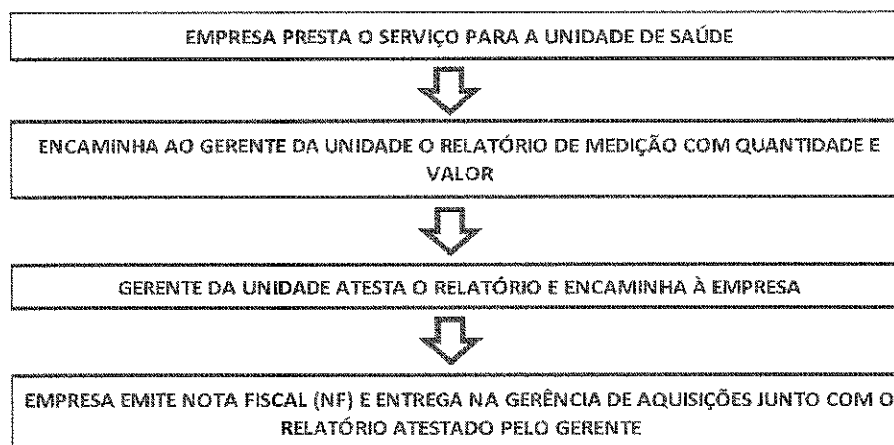 EMPRESA PRESTA O SERVIÇO PARA A UNIDADE DE SAÚDE
ENCAMINHA AO GERENTE DA UNIDADE O RELATÓRIO DE MEDIÇÃO COM QUANTIDADE E
VALOR
GERENTE DA UNIDADE ATESTA O RELATÓRIO E ENCAMINHA À EMPRESA
EMPRESA EMITE NOTA FISCAL (NF) E ENTREGA NA GERÊNCIA DE AQUISIÇÕES JUNTO COM O
RELATÓRIO ATESTADO PELO GERENTE